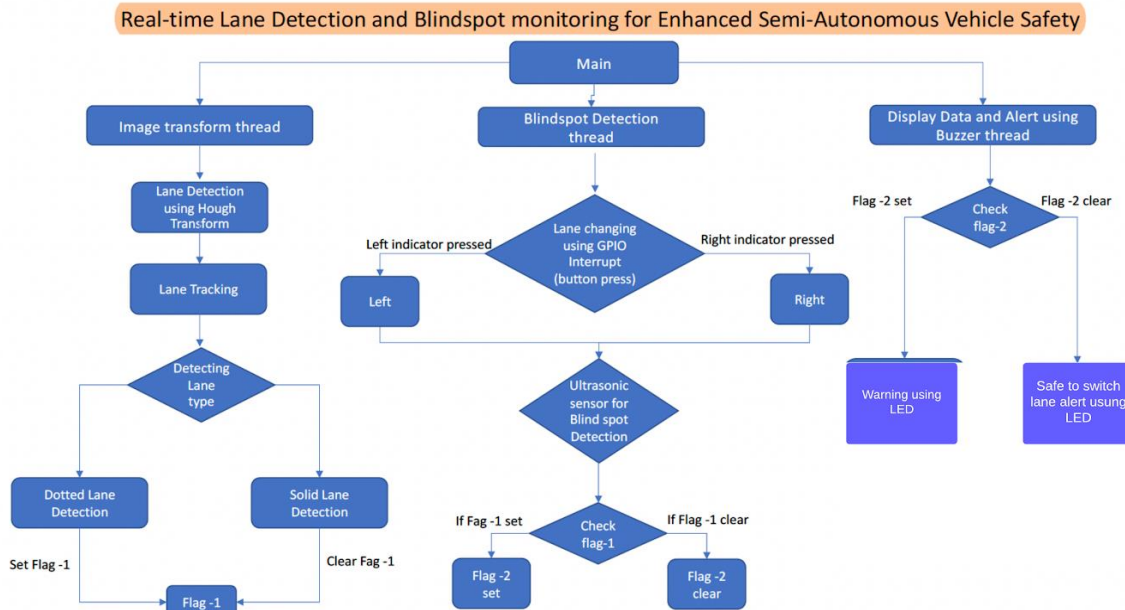 Real-time Lane Detection and Blindspot monitoring for Enhanced Semi-Autonomous Vehicle Safety
Main
Image transform thread
Blindspot Detection
thread
Display Data and Alert using
Buzzer thread
Lane Detection
using Hough
Transform
Lane Tracking
Detecting
Lane
type
Dotted Lane
Detection
Solid Lane
Detection
Set Flag -1
Clear Fag -1
Flag -1
Lane changing
using GPIO
Interrupt
(button press)
Left indicator pressed
Right indicator pressed
Left
Right
Ultrasonic
sensor for
Blind spot
Detection
Check
flag-1
If Fag -1 set
If Flag -1 clear
Flag -2
set
Flag -2
clear
Check
flag-2
Flag -2 set
Flag -2 clear
Warning using
LED
Safe to switch
lane alert usung
LED